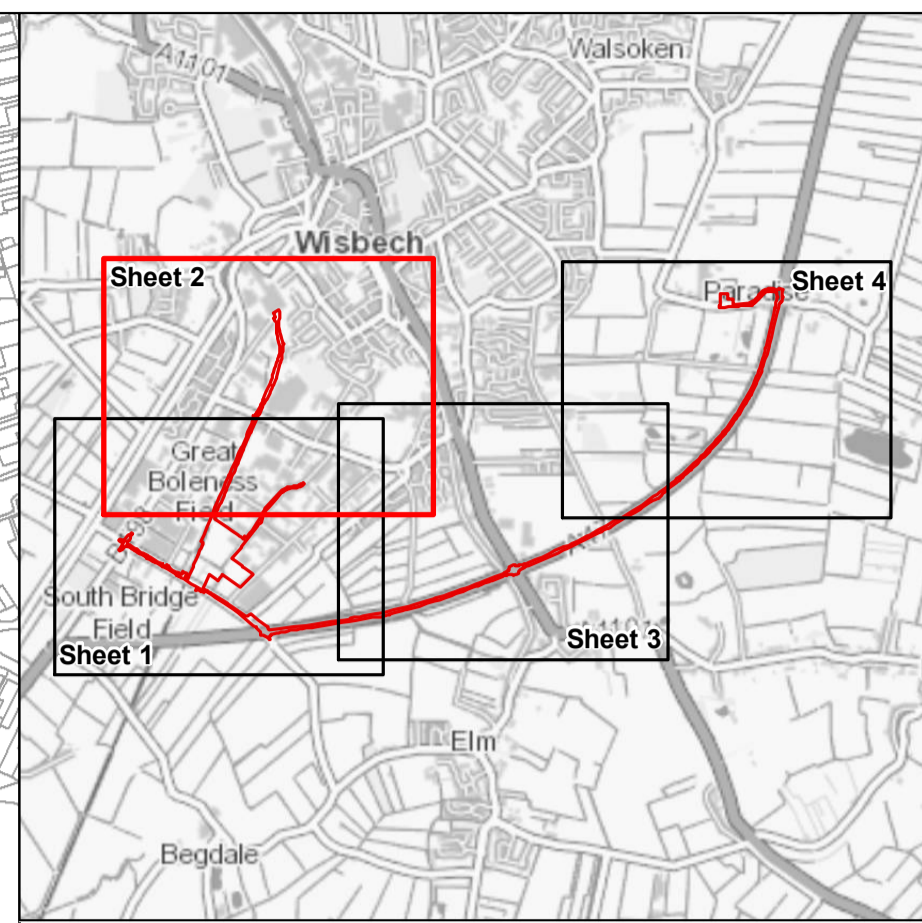 A1101
Walsoken
Wisbech
Sheet 2
Paradise
Sheet 4
Great
Boleness
Field
South Bridge
Field
Sheet 1
Sheet 3
Elm
Begdale